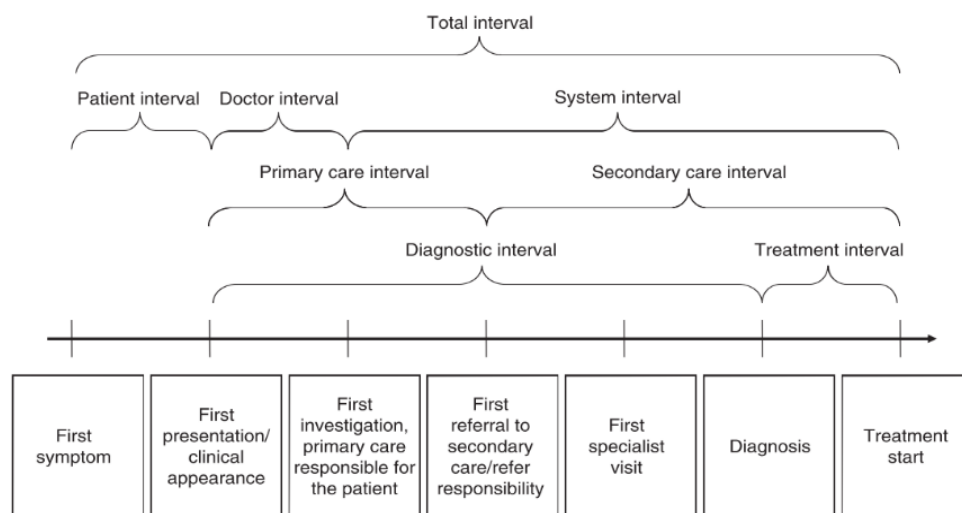 Total interval
Patient interval
Doctor interval
System interval
Primary care interval
Secondary care interval
Diagnostic interval
Treatment interval
First
symptom
First
presentation/
clinical
appearance
First
investigation,
primary care
responsible for
the patient
First
referral to
secondary
care/refer
responsibility
First
specialist
visit
Diagnosis
Treatment
start